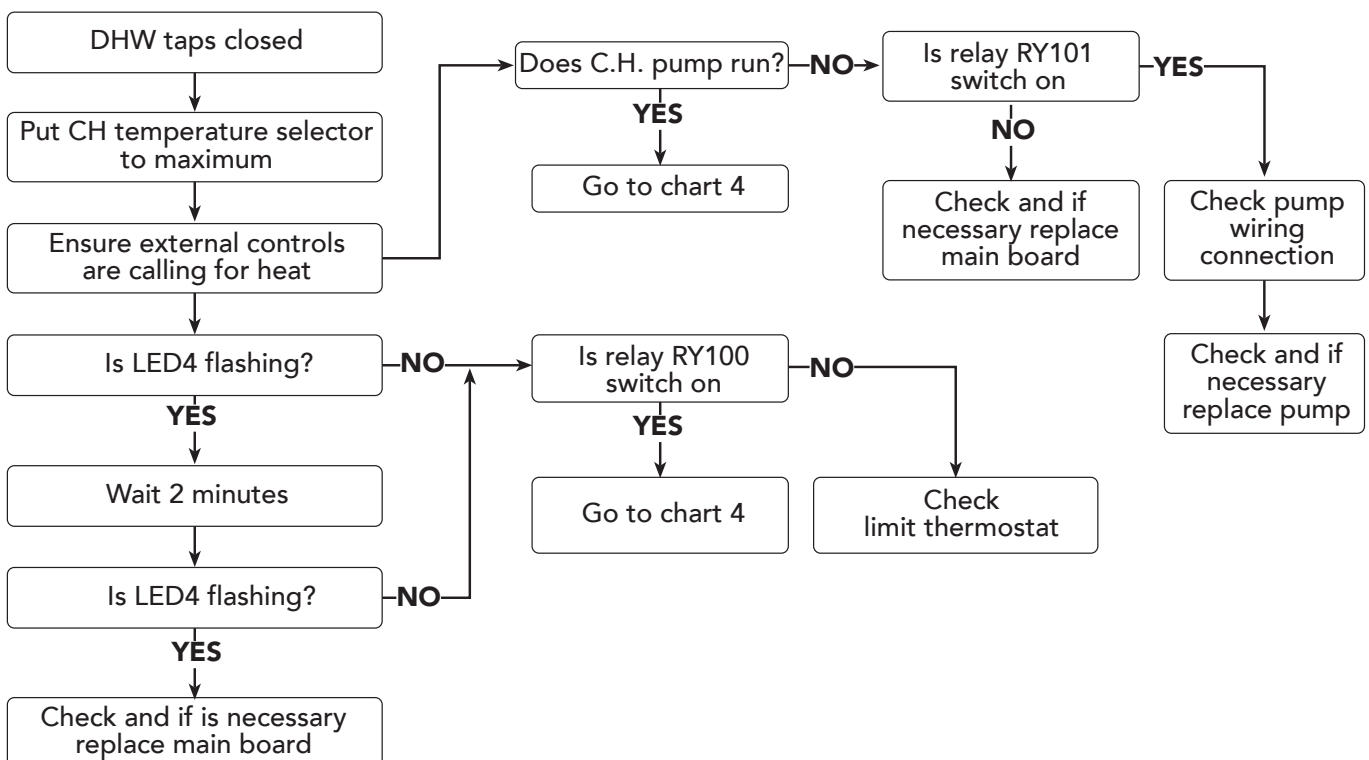 DHW taps closed
Put CH temperature selector
to maximum
Ensure external controls
are calling for heat
Is LED4 flashing?
NO
YES
Wait 2 minutes
Is LED4 flashing?
NO
YES
Check and if is necessary
replace main board
Does C.H. pump run?
NO
YES
Go to chart 4
Is relay RY101
switch on
YES
NO
Check and if
necessary replace
main board
Check pump
wiring
connection
Check and if
necessary
replace pump
Is relay RY100
switch on
NO
YES
Go to chart 4
Check
limit thermostat